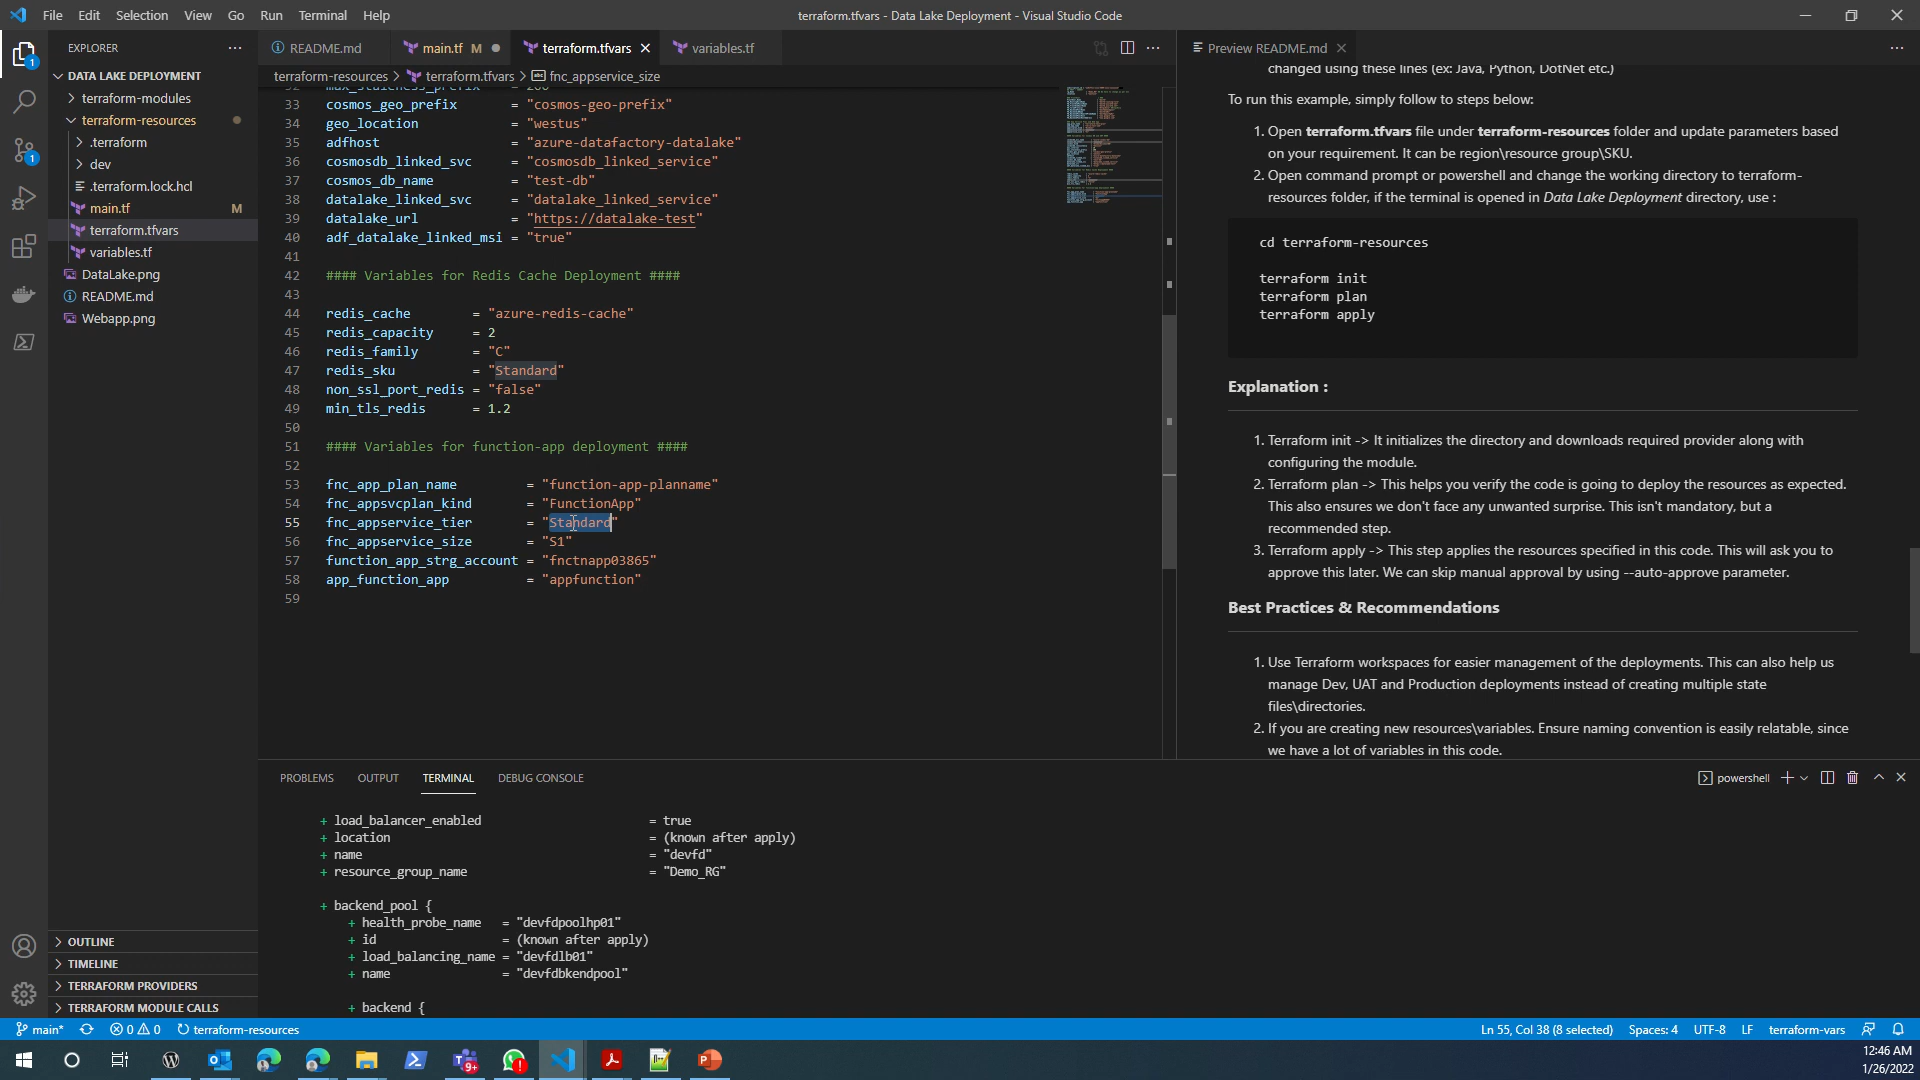 File Edit Selection View Go Run Terminal Help
terraform.tfvars - Data Lake Deployment - Visual Studio Code
EXPLORER
DATA LAKE DEPLOYMENT
terraform-modules
terraform-resources
.terraform
dev
.terraform.lock.hcl
main.tf M
terraform.tfvars
variables.tf
DataLake.png
README.md
Webapp.png
OUTLINE
TIMELINE
TERRAFORM PROVIDERS
TERRAFORM MODULE CALLS
1
1
README.md main.tf M terraform.tfvars variables.tf
terraform-resources > terraform.tfvars > fnc_appservice_size
32 max_staleness_prefix = 200
33 cosmos_geo_prefix = "cosmos-geo-prefix"
34 geo_location = "westus"
35 adfhost = "azure-datafactory-datalake"
36 cosmosdb_linked_svc = "cosmosdb_linked_service"
37 cosmos_db_name = "test-db"
38 datalake_linked_svc = "datalake_linked_service"
39 datalake_url = "https://datalake-test"
40 adf_datalake_linked_msi = "true"
41
42 #### Variables for Redis Cache Deployment ####
43
44 redis_cache = "azure-redis-cache"
45 redis_capacity = 2
46 redis_family = "C"
47 redis_sku = "Standard"
48 non_ssl_port_redis = "false"
49 min_tls_redis = 1.2
50
51 #### Variables for function-app deployment ####
52
53 fnc_app_plan_name = "function-app-planname"
54 fnc_appsvcplan_kind = "FunctionApp"
55 fnc_appservice_tier = "Standard"
56 fnc_appservice_size = "S1"
57 function_app_strg_account = "fnctnapp03865"
58 app_function_app = "appfunction"
59
Preview README.md
changed using these lines (ex: Java, Python, DotNet etc.)
To run this example, simply follow to steps below:
1. Open terraform.tfvars file under terraform-resources folder and update parameters based
on your requirement. It can be region\resource group\SKU.
2. Open command prompt or powershell and change the working directory to terraform-
resources folder, if the terminal is opened in Data Lake Deployment directory, use :
cd terraform-resources
terraform init
terraform plan
terraform apply
Explanation :
1. Terraform init -> It initializes the directory and downloads required provider along with
configuring the module.
2. Terraform plan -> This helps you verify the code is going to deploy the resources as expected.
This also ensures we don't face any unwanted surprise. This isn't mandatory, but a
recommended step.
3. Terraform apply -> This step applies the resources specified in this code. This will ask you to
approve this later. We can skip manual approval by using --auto-approve parameter.
Best Practices & Recommendations
1. Use Terraform workspaces for easier management of the deployments. This can also help us
manage Dev, UAT and Production deployments instead of creating multiple state
files\directories.
2. If you are creating new resources\variables. Ensure naming convention is easily relatable, since
we have a lot of variables in this code.
PROBLEMS OUTPUT TERMINAL DEBUG CONSOLE
powershell
+ load_balancer_enabled = true
+ location = (known after apply)
+ name = "devfd"
+ resource_group_name = "Demo_RG"
+ backend_pool {
+ health_probe_name = "devfdpoolhp01"
+ id = (known after apply)
+ load_balancing_name = "devfdlb01"
+ name = "devfdbkendpool"
+ backend {
main* 0 0 terraform-resources
Ln 55, Col 38 (8 selected) Spaces: 4 UTF-8 LF terraform-vars
9+
12:46 AM
1/26/2022